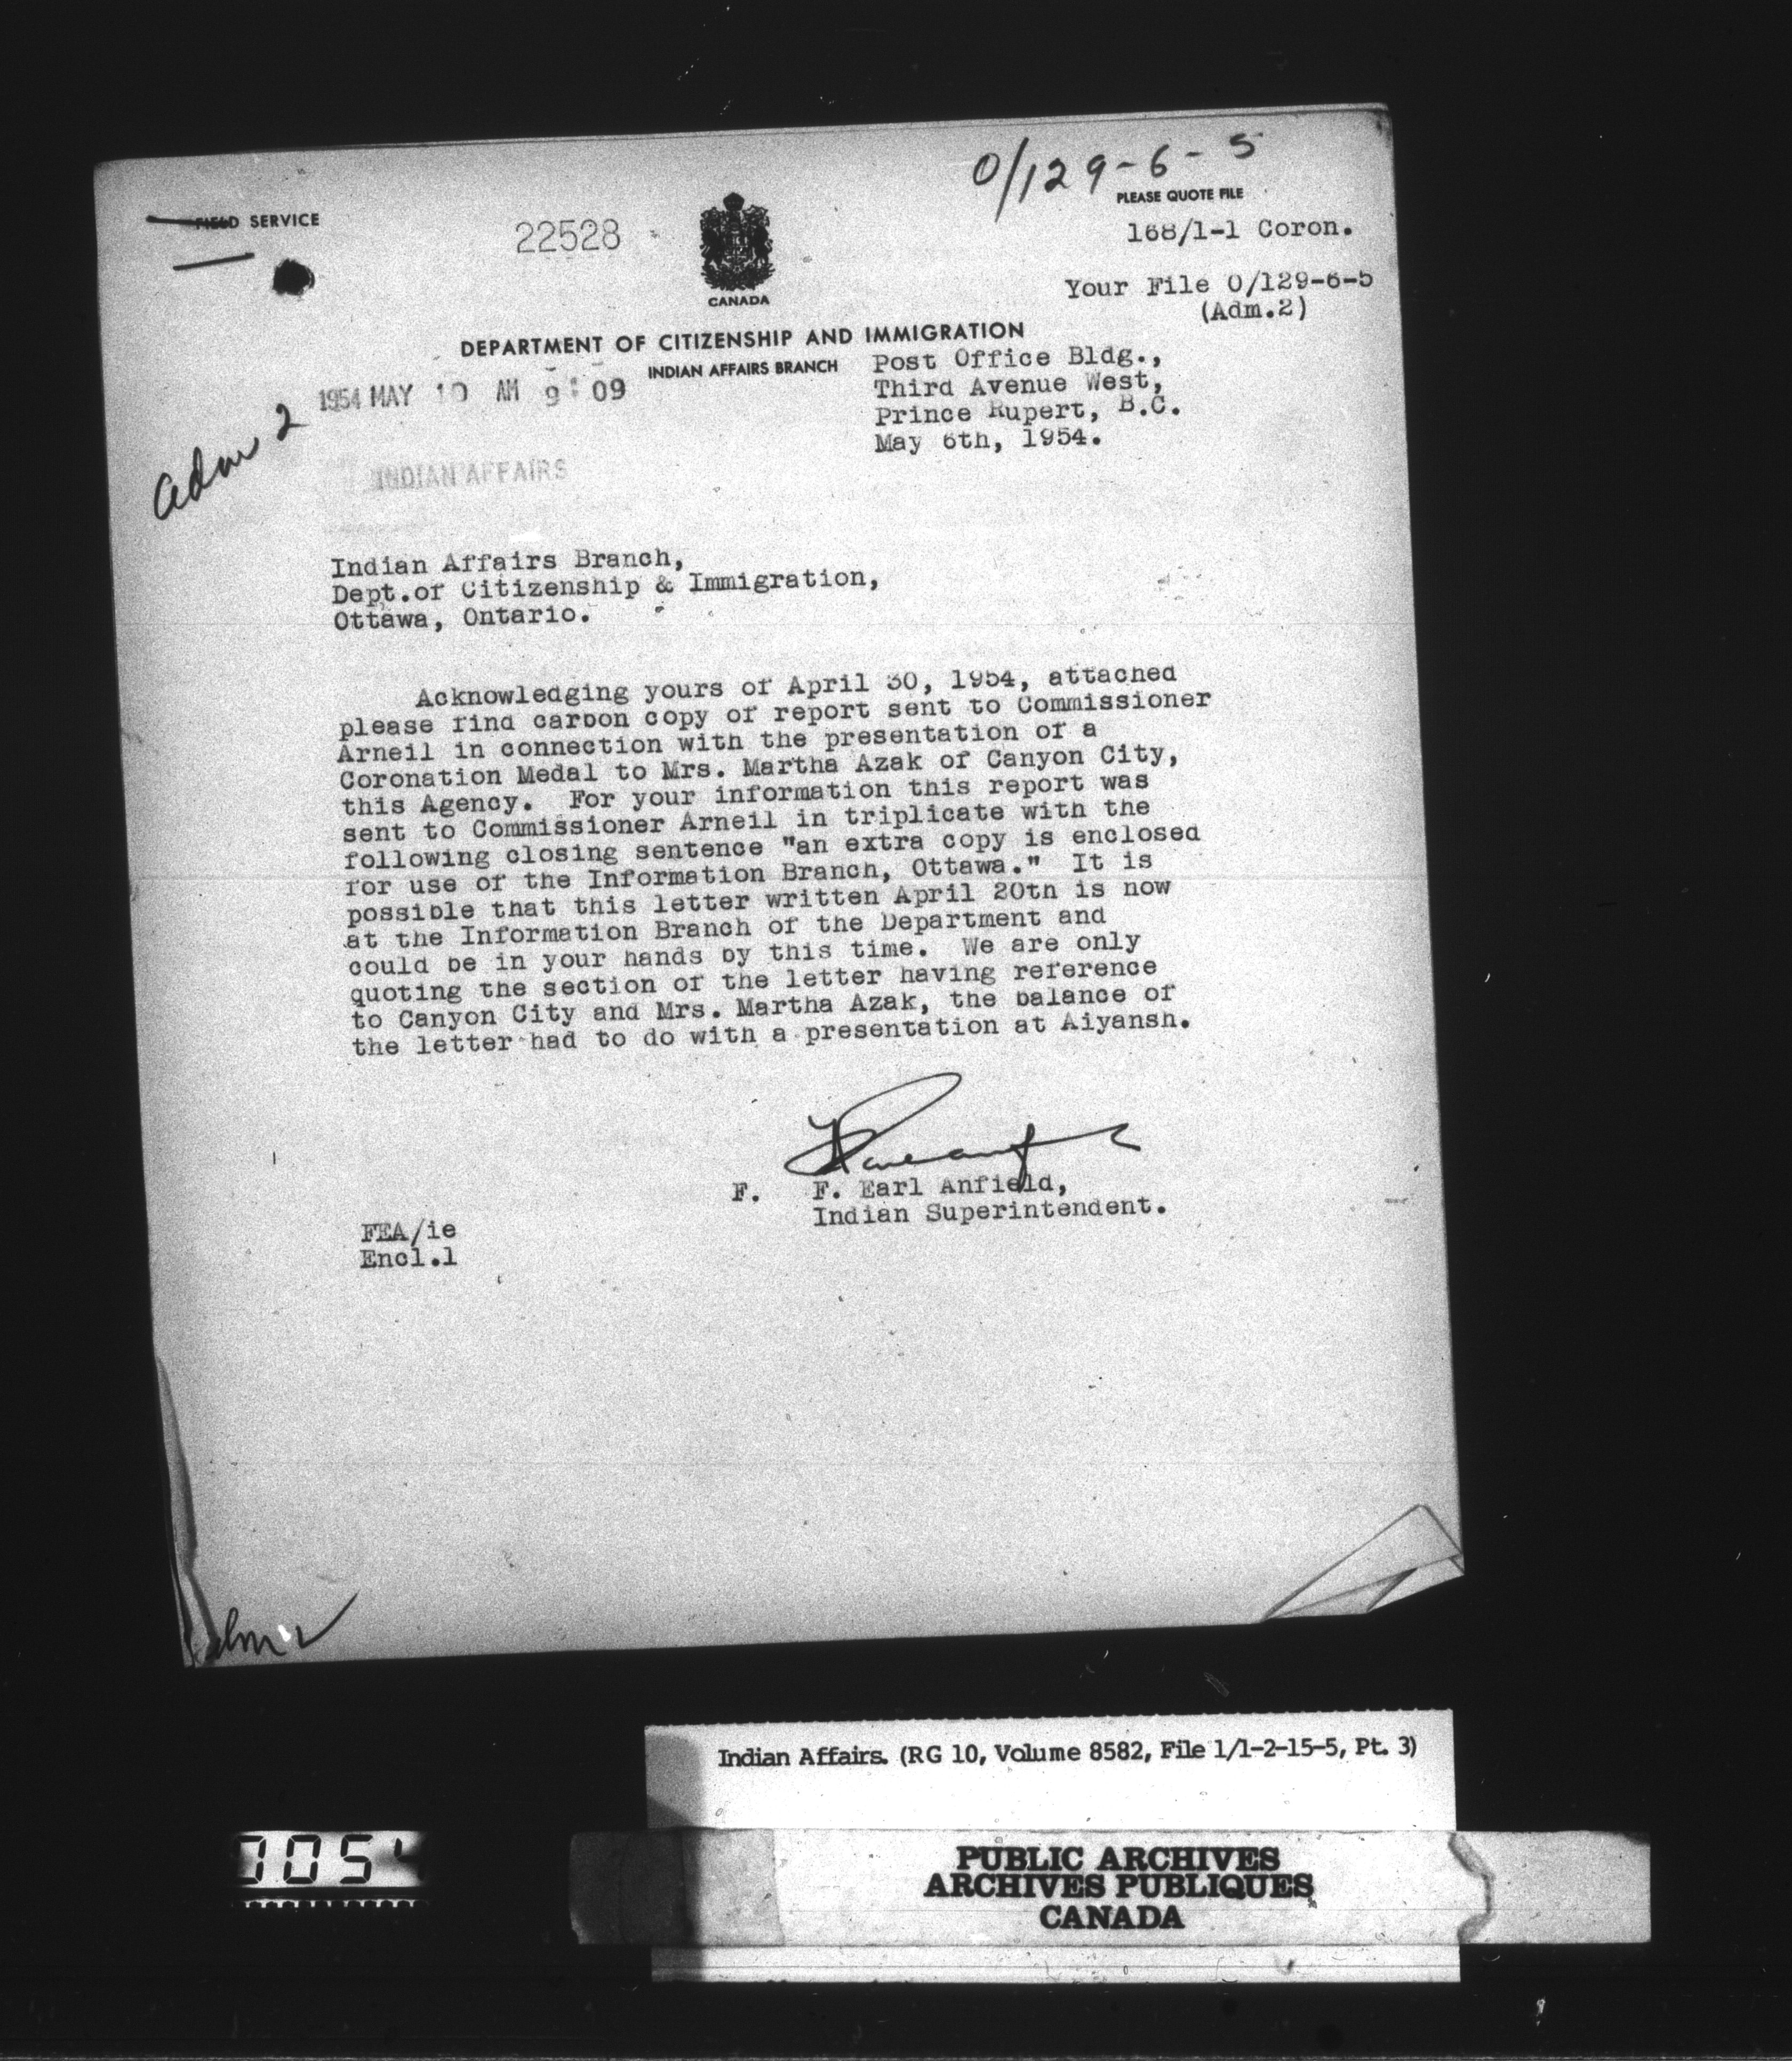 0/129-6-5
PLEASE QUOTE FILE
FIELD SERVICE
22528
168/1-1 Coron.
CANADA
Your File 0/129-6-5
(Adm.2)
DEPARTMENT OF CITIZENSHIP AND IMMIGRATION
INDIAN AFFAIRS BRANCH
Post Office Bldg.,
Third Avenue West,
Prince Rupert, B.C.
May 6th, 1954.
1954 MAY 10 AM 9:09
Adm 2
INDIAN AFFAIRS
Indian Affairs Branch,
Dept.of Citizenship & Immigration,
Ottawa, Ontario.
Acknowledging yours of April 30, 1954, attached
please find carbon copy of report sent to Commissioner
Arneil in connection with the presentation of a
Coronation Medal to Mrs. Martha Azak of Canyon City,
this Agency. For your information this report was
sent to Commissioner Arneil in triplicate with the
following closing sentence "an extra copy is enclosed
for use of the Information Branch, Ottawa." It is
possible that this letter written April 20th is now
at the Information Branch of the Department and
could be in your hands by this time. We are only
quoting the section of the letter having reference
to Canyon City and Mrs. Martha Azak, the balance of
the letter had to do with a presentation at Aiyansh.
F. F. Earl Anfield,
Indian Superintendent.
FEA/ie
Encl.1
Indian Affairs. (RG 10, Volume 8582, File 1/1-2-15-5, Pt. 3)
PUBLIC ARCHIVES
ARCHIVES PUBLIQUES
CANADA